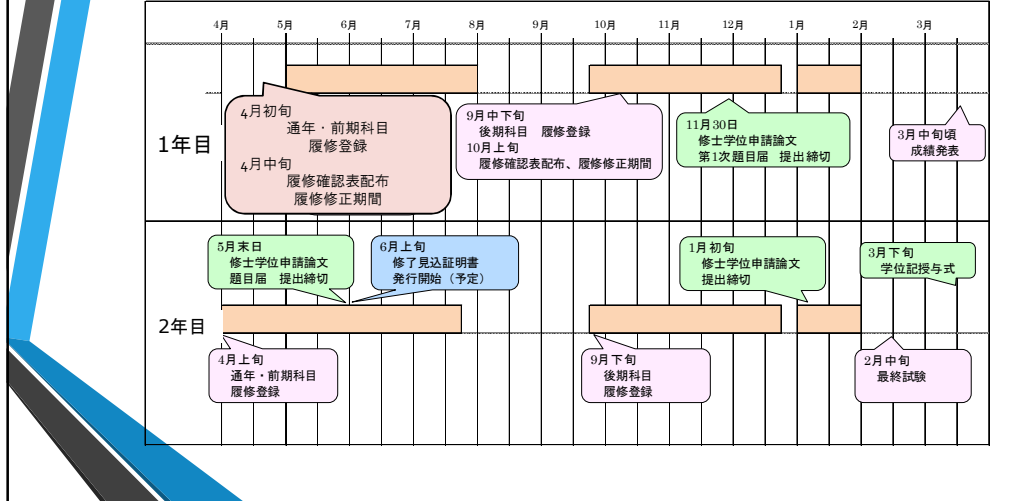 4月 5月 6月 7月 8月 9月 10月 11月 12月 1月 2月 3月
1年目
4月初旬
通年・前期科目
履修登録
4月中旬
履修確認表配布
履修修正期間
9月中下旬
後期科目 履修登録
10月上旬
履修確認表配布、履修修正期間
11月30日
修士学位申請論文
第1次題目届 提出締切
3月中旬頃
成績発表
2年目
5月末日
修士学位申請論文
題目届 提出締切
6月上旬
修了見込証明書
発行開始（予定）
1月初旬
修士学位申請論文
提出締切
3月下旬
学位記授与式
4月上旬
通年・前期科目
履修登録
9月下旬
後期科目
履修登録
2月中旬
最終試験